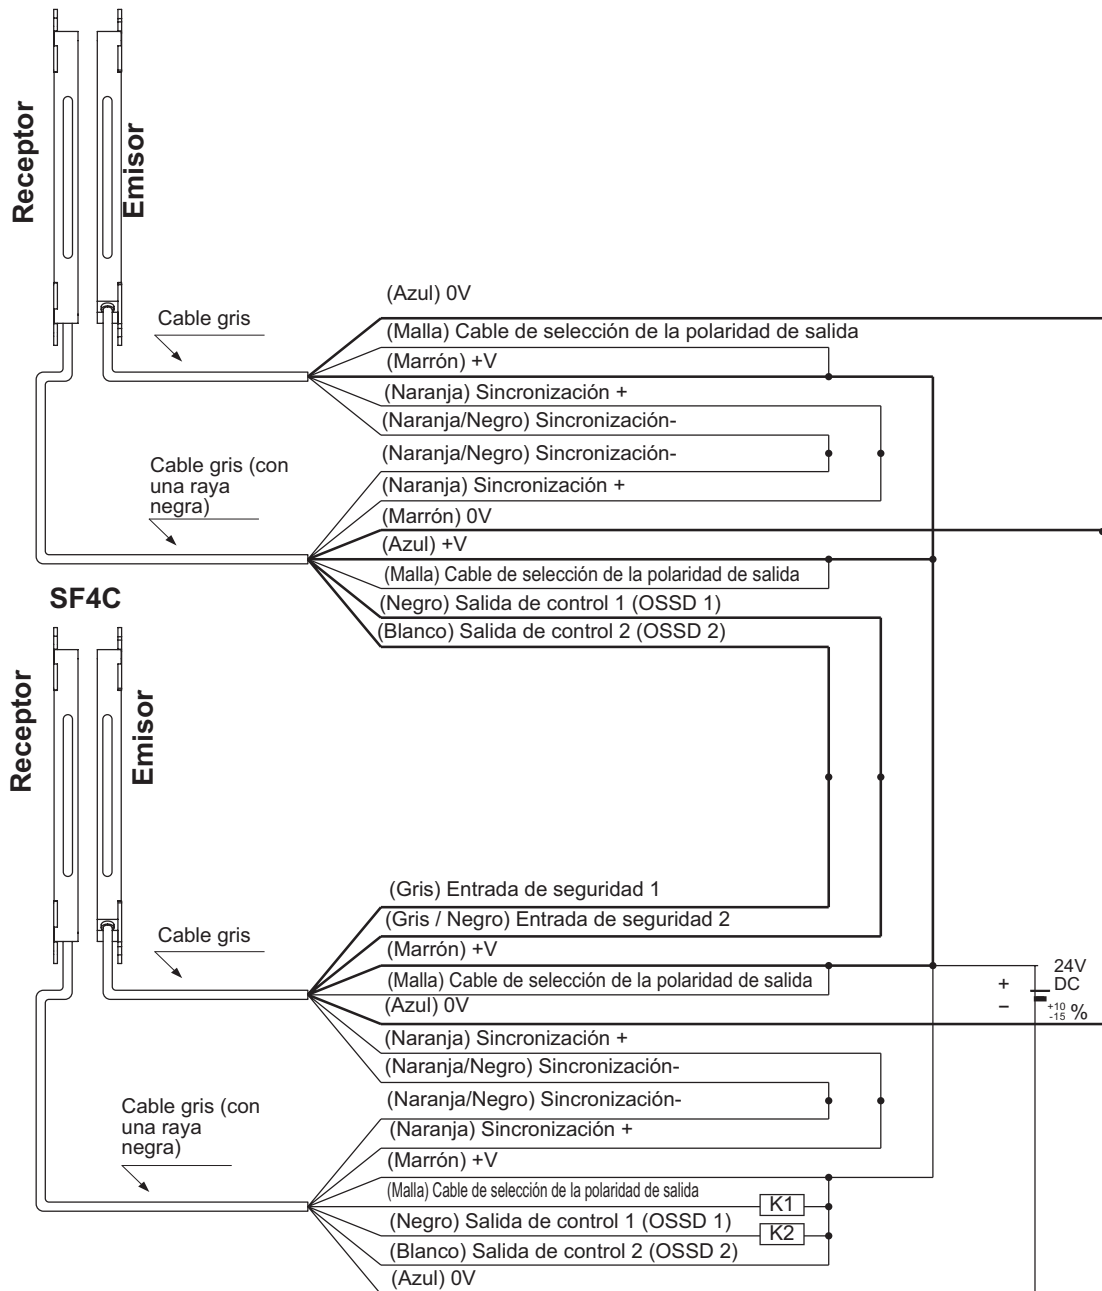 Receptor
Emisor
Cable gris
(Azul) 0V
(Malla) Cable de selección de la polaridad de salida
(Marrón) +V
(Naranja) Sincronización +
(Naranja/Negro) Sincronización-
(Naranja/Negro) Sincronización-
Cable gris (con
una raya
negra)
(Naranja) Sincronización +
(Marrón) 0V
(Azul) +V
(Malla) Cable de selección de la polaridad de salida
(Negro) Salida de control 1 (OSSD 1)
(Blanco) Salida de control 2 (OSSD 2)
SF4C
Receptor
Emisor
Cable gris
(Gris) Entrada de seguridad 1
(Gris / Negro) Entrada de seguridad 2
(Marrón) +V
(Malla) Cable de selección de la polaridad de salida
(Azul) 0V
24V
DC
+
−
+10
-15 %
(Naranja) Sincronización +
(Naranja/Negro) Sincronización-
(Naranja/Negro) Sincronización-
Cable gris (con
una raya
negra)
(Naranja) Sincronización +
(Marrón) +V
(Malla) Cable de selección de la polaridad de salida
K1
(Negro) Salida de control 1 (OSSD 1)
K2
(Blanco) Salida de control 2 (OSSD 2)
(Azul) 0V